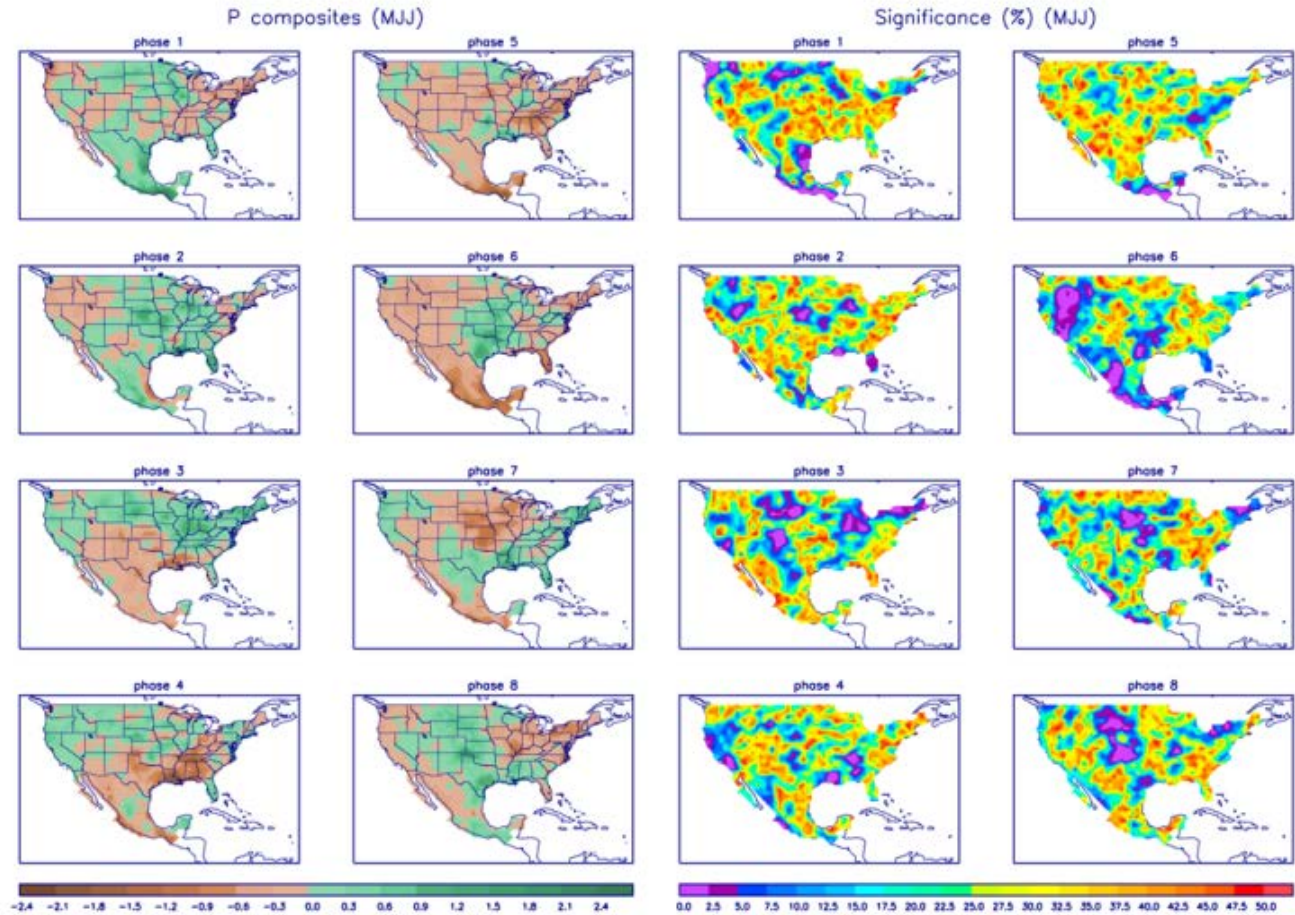 P composites (MJJ)
Significance (%) (MJJ)
phase 1
phase 5
phase 1
phase 5
phase 2
phase 6
phase 2
phase 6
phase 3
phase 7
phase 3
phase 7
phase 4
phase 8
phase 4
phase 8
-2.4 -2.1 -1.8 -1.5 -1.2 -0.9 -0.6 -0.3 0.0 0.3 0.6 0.9 1.2 1.5 1.8 2.1 2.4
0.0 2.5 5.0 7.5 10.0 12.5 15.0 17.5 20.0 22.5 25.0 27.5 30.0 32.5 35.0 37.5 40.0 42.5 45.0 47.5 50.0